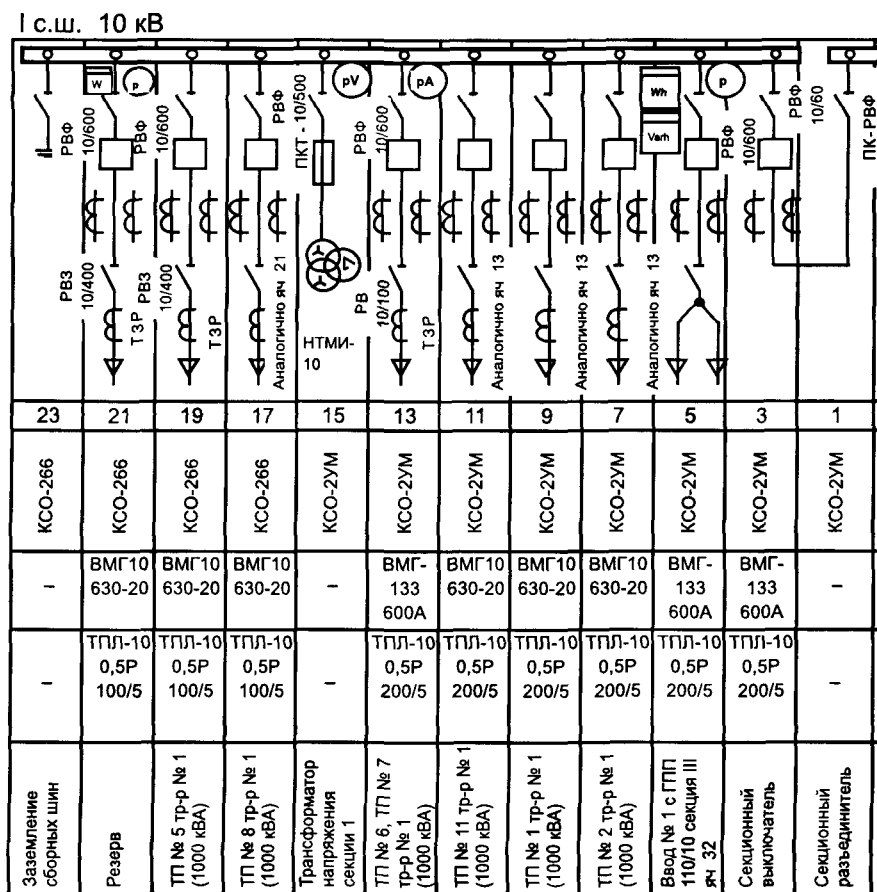 I с.ш. 10 кВ
РВФ
РВЗ
W
р
10/600
10/400
РВФ
РВЗ
ТЗР
10/600
10/400
ТЗР
РВФ
Аналогично яч 21
ПКТ - 10/500
pV
НТМИ-
10
РВФ
РВ
10/600
10/100
pA
ТЗР
Аналогично яч 13
Аналогично яч 13
Аналогично яч 13
Wh
Varh
р
РВФ
10/600
РВФ
10/60
ПК-РВФ
23 21 19 17 15 13 11 9 7 5 3 1
КСО-266 КСО-266 КСО-266 КСО-266 КСО-2УМ КСО-2УМ КСО-2УМ КСО-2УМ КСО-2УМ КСО-2УМ КСО-2УМ КСО-2УМ
ВМГ10 ВМГ10 ВМГ10 ВМГ- ВМГ10 ВМГ10 ВМГ10 ВМГ- ВМГ-
– 630-20 630-20 630-20 – 133 630-20 630-20 630-20 133 133 –
600А 600А 600А
ТПЛ-10 ТПЛ-10 ТПЛ-10 ТПЛ-10 ТПЛ-10 ТПЛ-10 ТПЛ-10 ТПЛ-10 ТПЛ-10
– 0,5Р 0,5Р 0,5Р – 0,5Р 0,5Р 0,5Р 0,5Р 0,5Р 0,5Р –
100/5 100/5 100/5 200/5 200/5 200/5 200/5 200/5 200/5
Заземление
сборных шин
Резерв
ТП № 5 тр-р № 1
(1000 кВА)
ТП № 8 тр-р № 1
(1000 кВА)
Трансформатор
напряжения
секции 1
ТП № 6, ТП № 7
тр-р № 1
(1000 кВА)
ТП № 11 тр-р № 1
(1000 кВА)
ТП № 1 тр-р № 1
(1000 кВА)
ТП № 2 тр-р № 1
(1000 кВА)
Ввод № 1 с ГПП
110/10 секция III
яч 32
Секционный
выключатель
Секционный
разъединитель